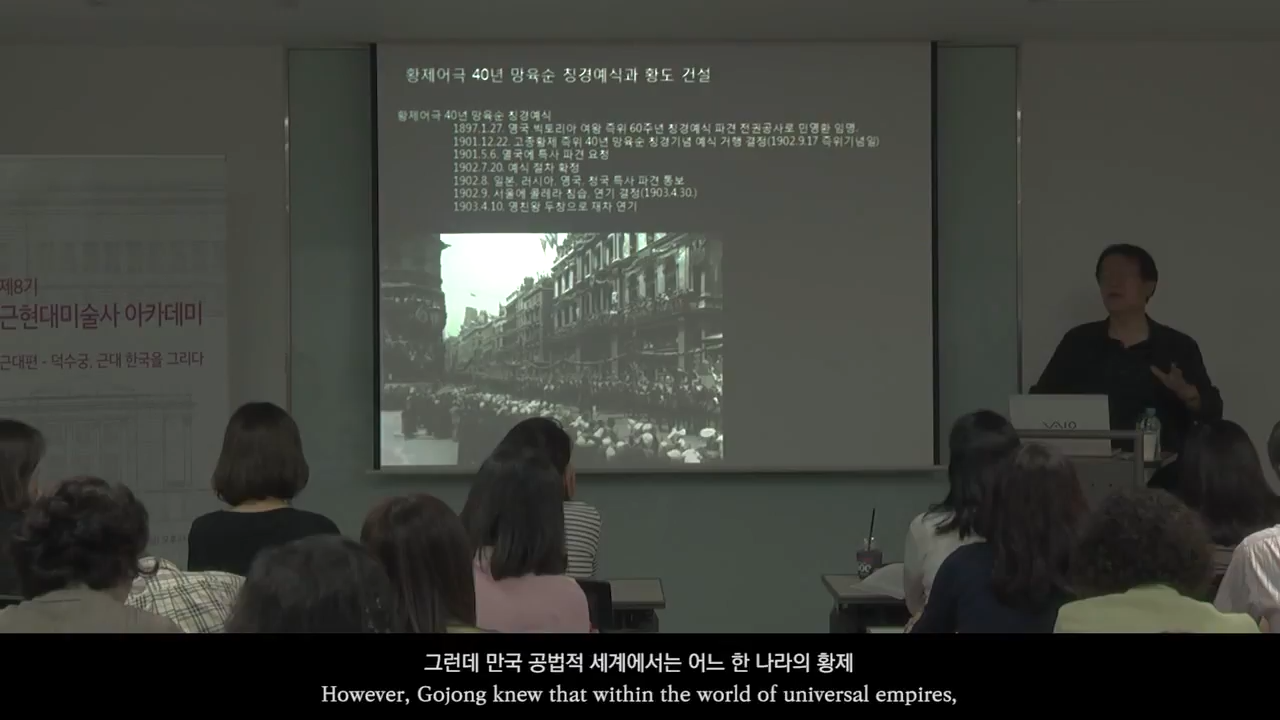 황제어극 40년 망육순 칭경예식과 황도 건설
황제어극 40년 망육순 칭경예식
1897.1.27. 영국 빅토리아 여왕 즉위 60주년 칭경예식 파견 전권공사로 민영환 임명.
1901.12.22. 고종황제 즉위 40년 망육순 칭경기념 예식 거행 결정(1902.9.17 즉위기념일)
1901.5.6. 영국에 특사 파견 요청
1902.7.20. 예식 절차 확정
1902.8. 일본, 러시아, 영국, 청국 특사 파견 통보
1902.9. 서울에 콜레라 침습, 연기 결정(1903.4.30.)
1903.4.10. 영친왕 두창으로 재차 연기
제8기
근현대미술사 아카데미
근대편 - 덕수궁, 근대 한국을 그리다
VAIO
그런데 만국 공법적 세계에서는 어느 한 나라의 황제
However, Gojong knew that within the world of universal empires,